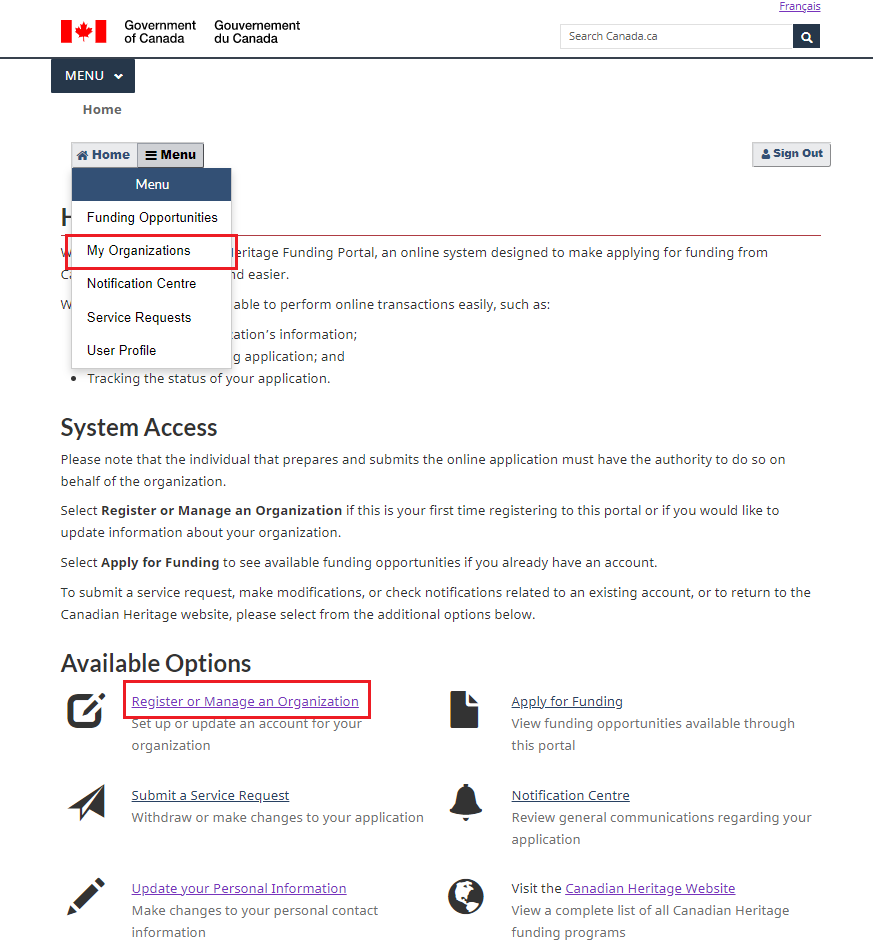 Français
Government of Canada
Gouvernement du Canada
Search Canada.ca
MENU
Home
Home
Menu
Sign Out
Menu
Funding Opportunities
My Organizations
Notification Centre
Service Requests
User Profile
eritage Funding Portal, an online system designed to make applying for funding from
nd easier.
able to perform online transactions easily, such as:
ation's information;
g application; and
• Tracking the status of your application.
System Access
Please note that the individual that prepares and submits the online application must have the authority to do so on
behalf of the organization.
Select Register or Manage an Organization if this is your first time registering to this portal or if you would like to
update information about your organization.
Select Apply for Funding to see available funding opportunities if you already have an account.
To submit a service request, make modifications, or check notifications related to an existing account, or to return to the
Canadian Heritage website, please select from the additional options below.
Available Options
Register or Manage an Organization
Set up or update an account for your
organization
Apply for Funding
View funding opportunities available through
this portal
Submit a Service Request
Withdraw or make changes to your application
Notification Centre
Review general communications regarding your
application
Update your Personal Information
Make changes to your personal contact
information
Visit the Canadian Heritage Website
View a complete list of all Canadian Heritage
funding programs